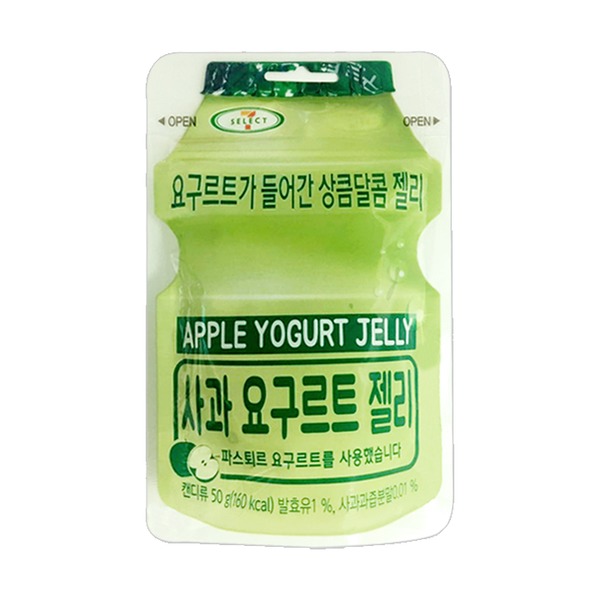 ◀ OPEN
OPEN ▶
7
SELECT
요구르트가 들어간 상큼달콤 젤리
APPLE YOGURT JELLY
사과 요구르트 젤리
파스퇴르 요구르트를 사용했습니다
캔디류 50 g(160 kcal) 발효유1 %, 사과과즙분말0.01 %